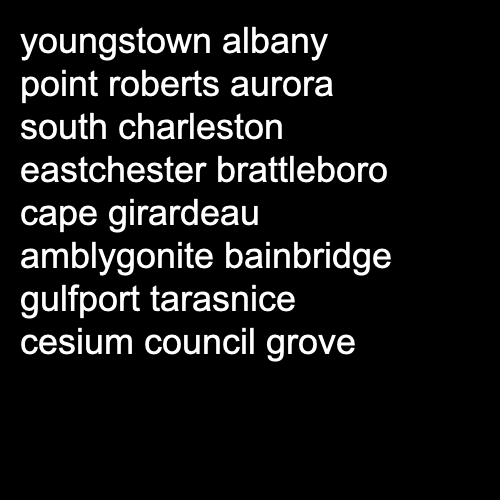 youngstown albany
point roberts aurora
south charleston
eastchester brattleboro
cape girardeau
amblygonite bainbridge
gulfport tarasnice
cesium council grove